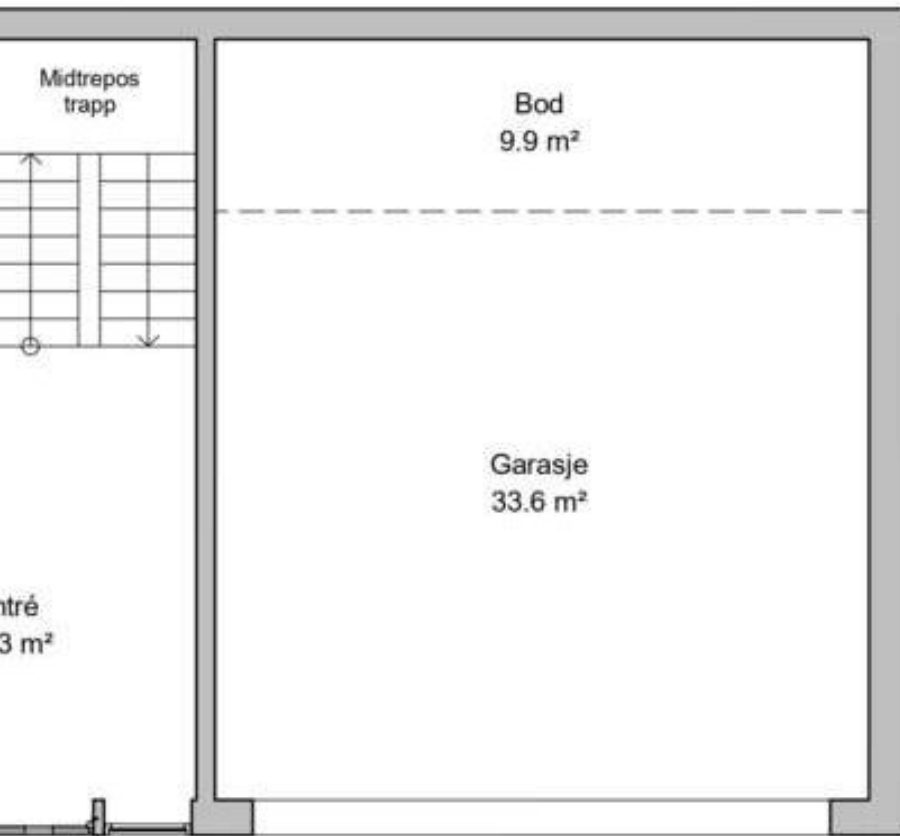 Midtrepos
trapp
Bod
9.9 m²
Garasje
33.6 m²
ntré
3 m²